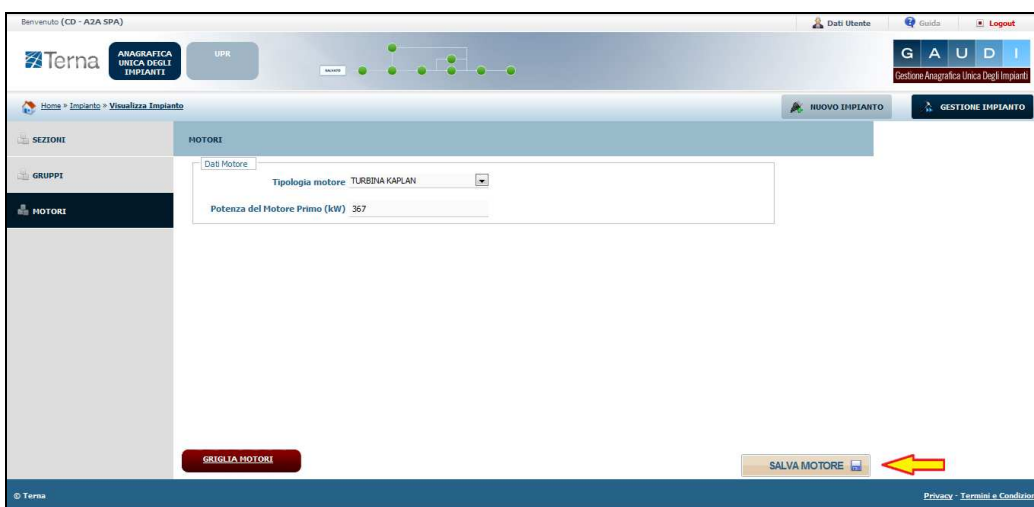 Benvenuto (CD - A2A SPA)
Dati Utente
Guida
Logout
Terna
ANAGRAFICA
UNICA DEGLI
IMPIANTI
UPR
G A U D I
Gestione Anagrafica Unica Degli Impianti
Home » Impianto » Visualizza Impianto
NUOVO IMPIANTO
GESTIONE IMPIANTO
SEZIONI
MOTORI
GRUPPI
Dati Motore
Tipologia motore TURBINA KAPLAN
MOTORI
Potenza del Motore Primo (kW) 367
GRIGLIA MOTORI
SALVA MOTORE
© Terna
Privacy - Termini e Condizion